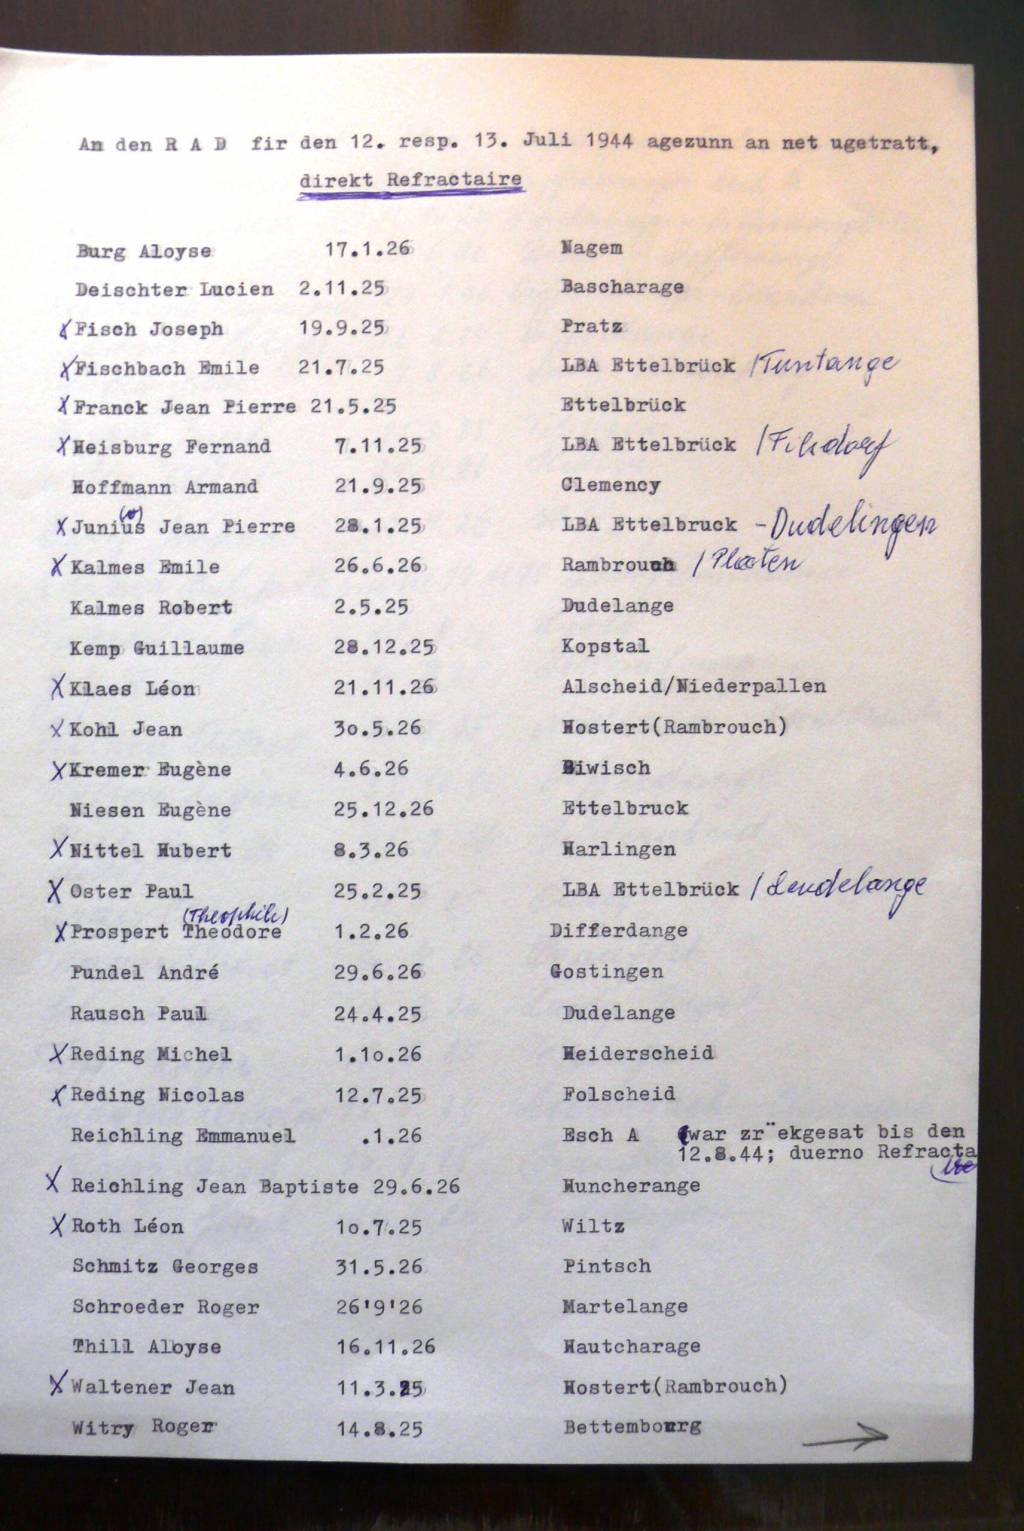 An den R A D fir den 12. resp. 13. Juli 1944 agezunn an net ugetratt,
direkt Refractaire
Burg Aloyse 17.1.26 Nagem
Deischter Lucien 2.11.25 Bascharage
X Fisch Joseph 19.9.25 Pratz
X Fischbach Emile 21.7.25 LBA Ettelbrück /Tuntange
X Franck Jean Pierre 21.5.25 Ettelbrück
X Heisburg Fernand 7.11.25 LBA Ettelbrück /Filsdorf
Hoffmann Armand 21.9.25 Clemency
(o)
X Junius Jean Pierre 28.1.25 LBA Ettelbruck -Dudelingen
X Kalmes Emile 26.6.26 Rambrouch /Platen
Kalmes Robert 2.5.25 Dudelange
Kemp Guillaume 28.12.25 Kopstal
X Klaes Léon 21.11.26 Alscheid/Niederpallen
X Kohl Jean 3o.5.26 Hostert(Rambrouch)
X Kremer Eugène 4.6.26 Biwisch
Niesen Eugène 25.12.26 Ettelbruck
X Nittel Hubert 8.3.26 Harlingen
X Oster Paul 25.2.25 LBA Ettelbrück /Leudelange
(Theophile)
X Prospert Theodore 1.2.26 Differdange
Pundel André 29.6.26 Gostingen
Rausch Paul 24.4.25 Dudelange
X Reding Michel 1.1o.26 Heiderscheid
X Reding Nicolas 12.7.25 Folscheid
Reichling Emmanuel .1.26 Esch A (war zr¨ekgesat bis den
12.8.44; duerno Refracta
ire
X Reichling Jean Baptiste 29.6.26 Huncherange
X Roth Léon 1o.7.25 Wiltz
Schmitz Georges 31.5.26 Pintsch
Schroeder Roger 26'9'26 Martelange
Thill Aloyse 16.11.26 Hautcharage
X Waltener Jean 11.3.25 Hostert(Rambrouch)
Witry Roger 14.8.25 Bettembourg